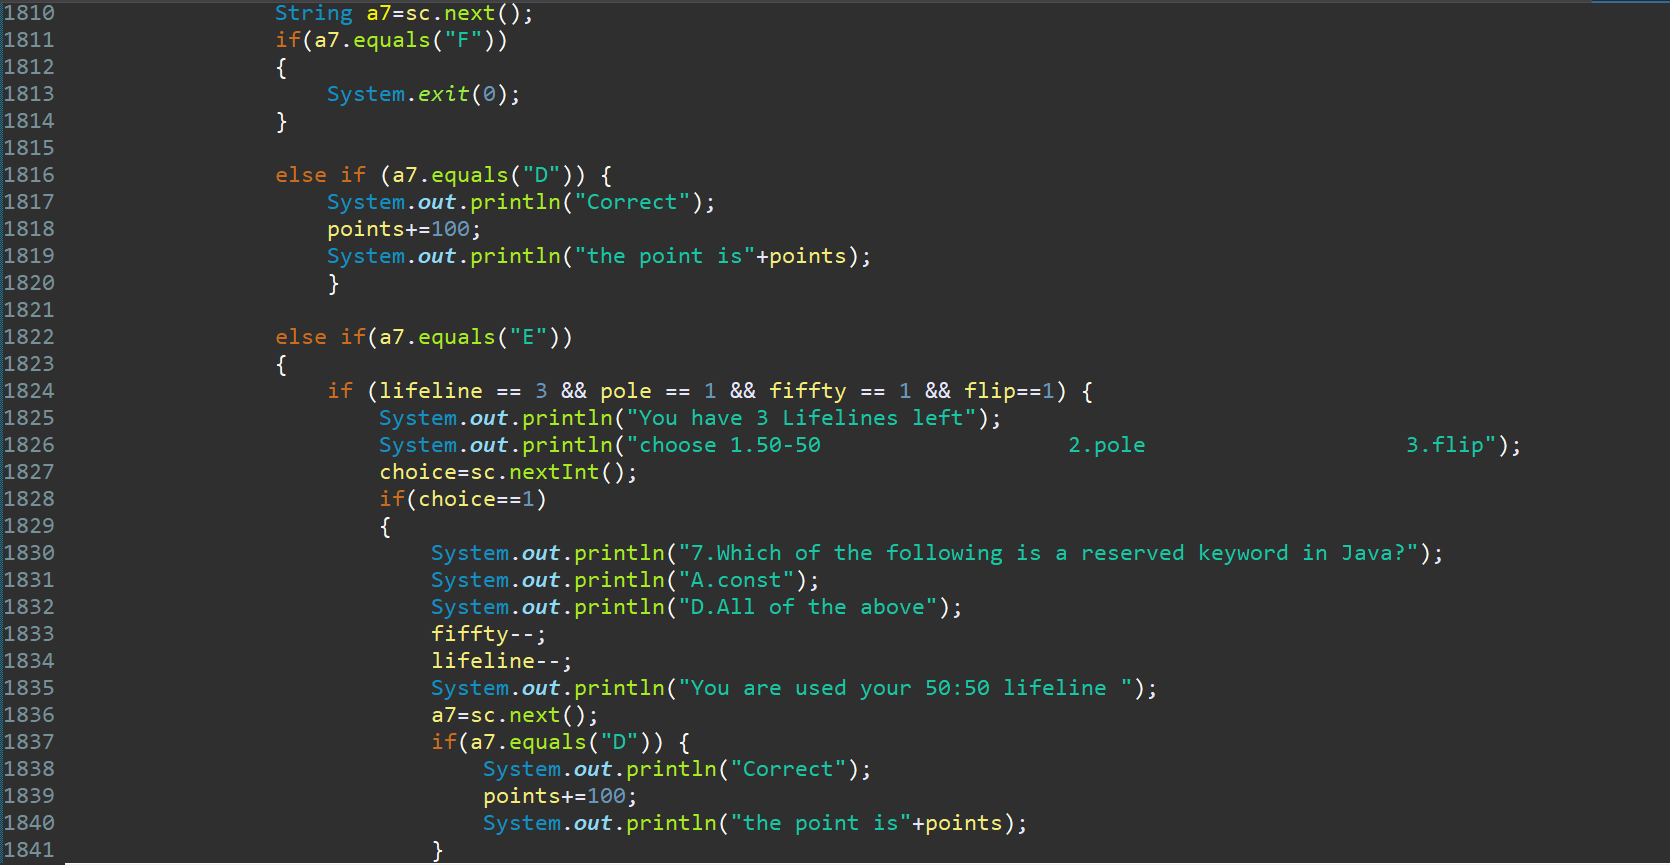 1810 String a7=sc.next();
1811 if(a7.equals("F"))
1812 {
1813 System.exit(0);
1814 }
1815
1816 else if (a7.equals("D")) {
1817 System.out.println("Correct");
1818 points+=100;
1819 System.out.println("the point is"+points);
1820 }
1821
1822 else if(a7.equals("E"))
1823 {
1824 if (lifeline == 3 && pole == 1 && fiffty == 1 && flip==1) {
1825 System.out.println("You have 3 Lifelines left");
1826 System.out.println("choose 1.50-50                   2.pole                    3.flip");
1827 choice=sc.nextInt();
1828 if(choice==1)
1829 {
1830 System.out.println("7.Which of the following is a reserved keyword in Java?");
1831 System.out.println("A.const");
1832 System.out.println("D.All of the above");
1833 fiffty--;
1834 lifeline--;
1835 System.out.println("You are used your 50:50 lifeline ");
1836 a7=sc.next();
1837 if(a7.equals("D")) {
1838 System.out.println("Correct");
1839 points+=100;
1840 System.out.println("the point is"+points);
1841 }